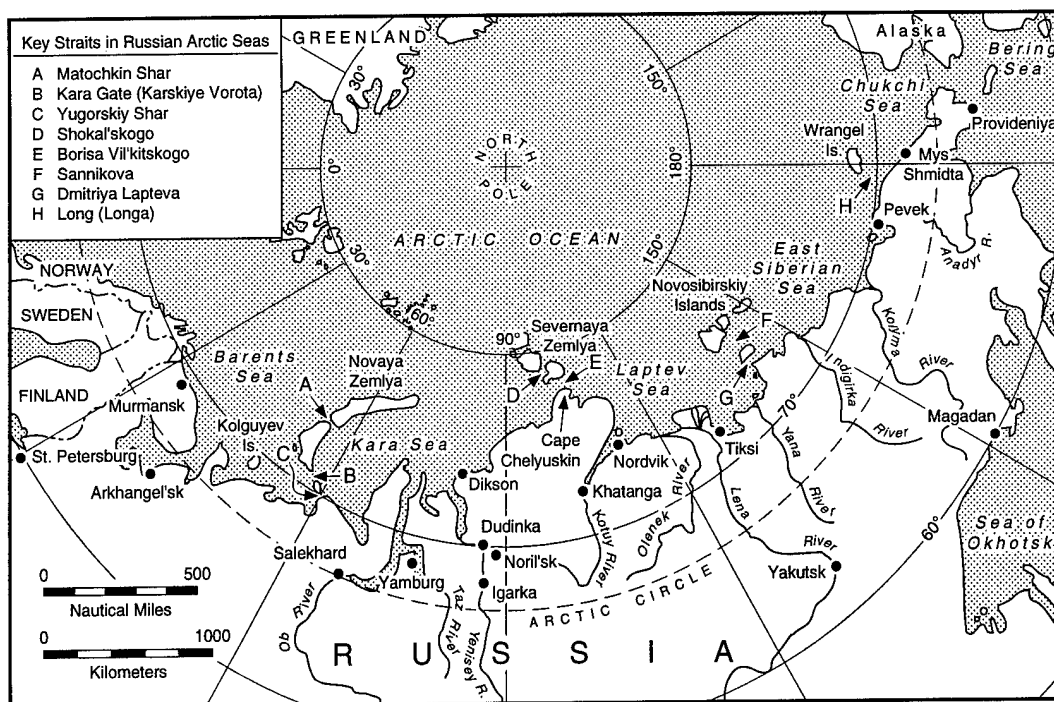 Key Straits in Russian Arctic Seas
A Matochkin Shar
B Kara Gate (Karskiye Vorota)
C Yugorskiy Shar
D Shokal'skogo
E Borisa Vil'kitskogo
F Sannikova
G Dmitriya Lapteva
H Long (Longa)
GREENLAND
30°
0°
30°
60°
90°
150°
180°
150°
NORTH
POLE
ARCTIC OCEAN
Alaska
Bering
Sea
Chukchi
Sea
Provideniya
Wrangel
Is.
Mys
Shmidta
H
Pevek
Anadyr R.
East
Siberian
Sea
Novosibirskiy
Islands
F
G
Severnaya
Zemlya
D
E
Laptev
Sea
NORWAY
SWEDEN
FINLAND
Barents
Sea
Novaya
Zemlya
A
Murmansk
Kolguyev
Is.
C
B
Kara Sea
St. Petersburg
Arkhangel'sk
Cape
Chelyuskin
Dikson
Nordvik
Khatanga
Tiksi
70°
Kolyma
River
Indigirka
River
Magadan
Yana
River
Lena
River
Olenek
River
Kotuy River
Dudinka
Noril'sk
Igarka
Salekhard
Yamburg
Yakutsk
60°
Sea of
Okhotsk
ARCTIC CIRCLE
Ob
River
Taz
River
Yenisey R.
RUSSIA
0 500
Nautical Miles
0 1000
Kilometers